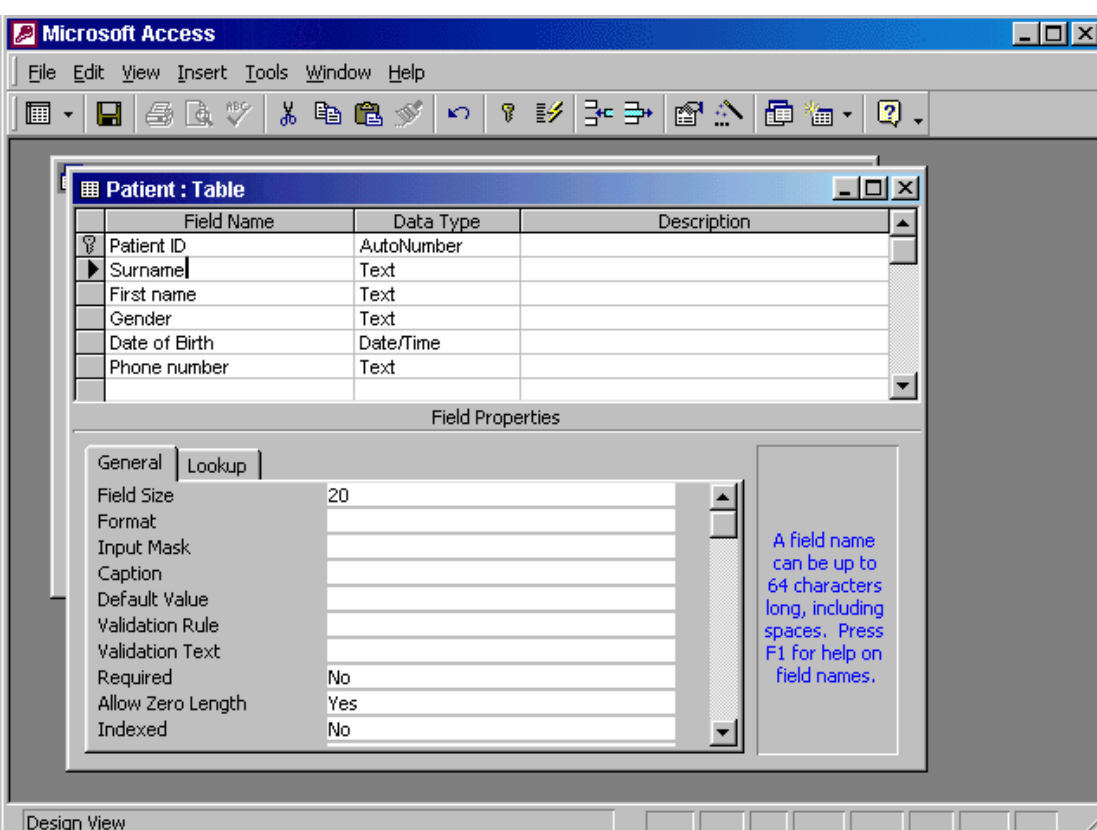 Microsoft Access
File Edit View Insert Tools Window Help
ABC
Patient : Table
Field Name Data Type Description
Patient ID AutoNumber
Surname Text
First name Text
Gender Text
Date of Birth Date/Time
Phone number Text
Field Properties
General Lookup
Field Size 20
Format
Input Mask
Caption
Default Value
Validation Rule
Validation Text
Required No
Allow Zero Length Yes
Indexed No
A field name
can be up to
64 characters
long, including
spaces. Press
F1 for help on
field names.
Design View